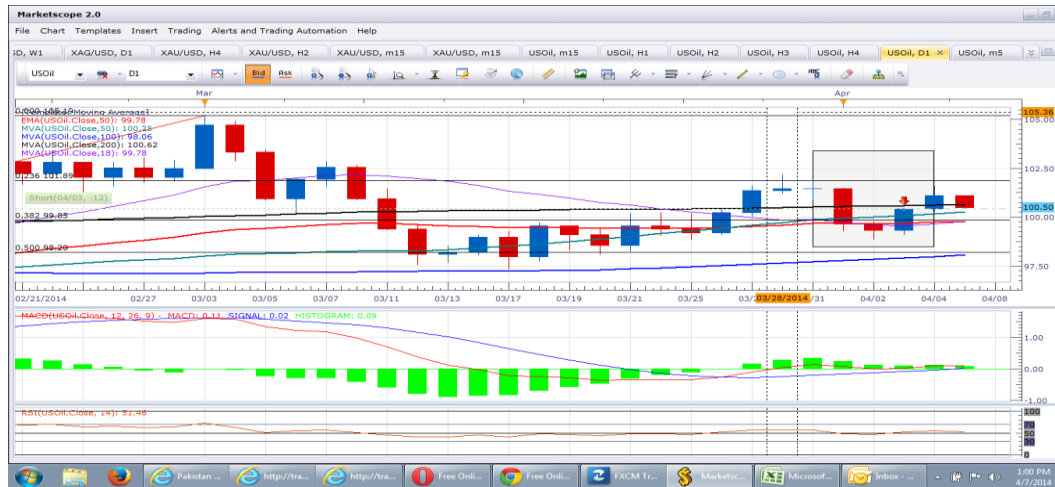 Marketscope 2.0
File Chart Templates Insert Trading Alerts and Trading Automation Help
D, W1 XAG/USD, D1 XAU/USD, H4 XAU/USD, H2 XAU/USD, m15 XAU/USD, m15 USOil, m15 USOil, H1 USOil, H2 USOil, H3 USOil, H4 USOil, D1 USOil, m5
USOil D1 Bid Ask
Mar Apr
0.000 105.19
EMA(USOil.Close,50): 99.78
MVA(USOil.Close,50): 100.25
MVA(USOil.Close,100): 98.06
MVA(USOil.Close,200): 100.62
MVA(USOil.Close,18): 99.78
0.236 101.89
Short(04/03, -12)
0.382 99.85
0.500 98.20
105.36
105.00
102.50
100.50
100.00
97.50
02/21/2014 02/27 03/03 03/05 03/07 03/11 03/13 03/17 03/19 03/21 03/25 03/28/2014 /31 04/02 04/04 04/08
MACD(USOil.Close, 12, 26, 9) - MACD: 0.11 SIGNAL: 0.02 HISTOGRAM: 0.09
1.00
0.00
-1.00
RSI(USOil.Close, 14): 51.46
100
70
50
30
0
Pakistan ... http://tra... http://tra... Free Onli... Free Onli... FXCM Tr... Marketsc... Microsof... Inbox - ...
1:00 PM
4/7/2014